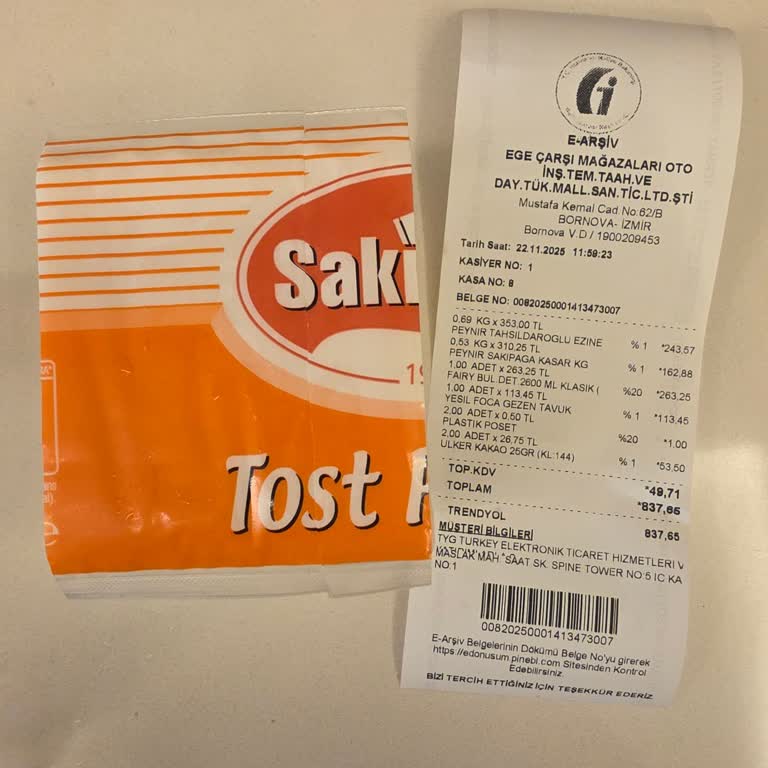 Saki
19
Tost
E-ARŞİV
EGE ÇARŞI MAĞAZALARI OTO
İNŞ.TEM.TAAH.VE
DAY.TÜK.MALL.SAN.TİC.LTD.ŞTİ
Mustafa Kemal Cad No:62/B
BORNOVA- İZMİR
Bornova V.D / 1900209453
Tarih Saat: 22.11.2025 11:59:23
KASİYER NO: 1
KASA NO: 8
BELGE NO: 00820250001413473007
0.69 KG x 353,00 TL
PEYNIR TAHSILDAROGLU EZINE %1 *243,57
0.53 KG x 310,25 TL
PEYNIR SAKIPAGA KASAR KG %1 *162,88
1.00 ADET x 263,25 TL
FAIRY BUL DET 2600 ML KLASIK ( %20 *263,25
1.00 ADET x 113,45 TL
YESIL FOCA GEZEN TAVUK %1 *113,45
2,00 ADET x 0,50 TL
PLASTIK POSET %20 *1.00
2,00 ADET x 26,75 TL
ULKER KAKAO 25GR (KL:144) %1 *53,50
TOP.KDV *49,71
TOPLAM *837,65
TRENDYOL 837,65
MÜŞTERİ BİLGİLERİ
TYG TURKEY ELEKTRONIK TICARET HIZMETLERI V
MASLAK MAH. SAAT SK. SPINE TOWER NO:5 IC KA
NO:1
00820250001413473007
E-Arşiv Belgelerinin Dökümü Belge No'yu girerek
https://edonusum.pinebi.com Sitesinden Kontrol
Edebilirsiniz.
BİZİ TERCİH ETTİĞİNİZ İÇİN TEŞEKKÜR EDERİZ